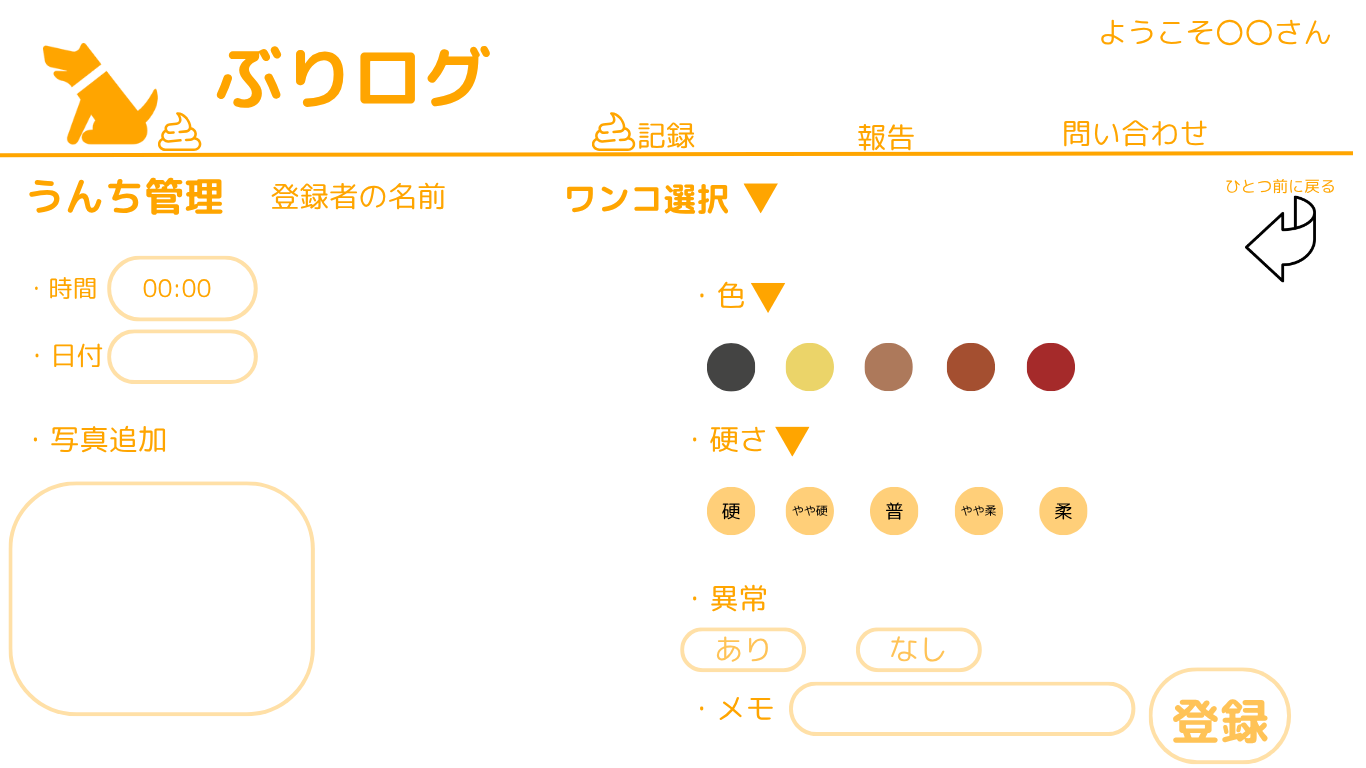 ようこそ〇〇さん
ぶりログ
記録 報告 問い合わせ
うんち管理 登録者の名前 ワンコ選択 ▼
ひとつ前に戻る
・時間 00:00
・日付
・写真追加
・色▼
・硬さ ▼
硬 やや硬 普 やや柔 柔
・異常
あり なし
・メモ
登録